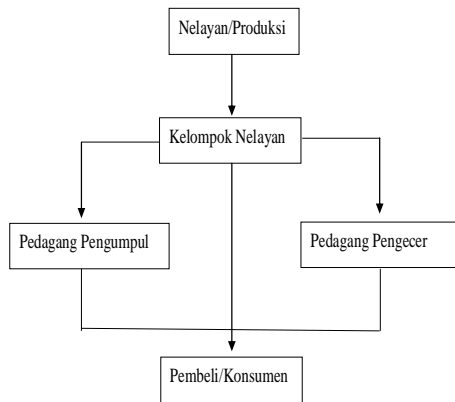 Nelayan/Produksi
Kelompok Nelayan
Pedagang Pengumpul
Pedagang Pengecer
Pembeli/Konsumen